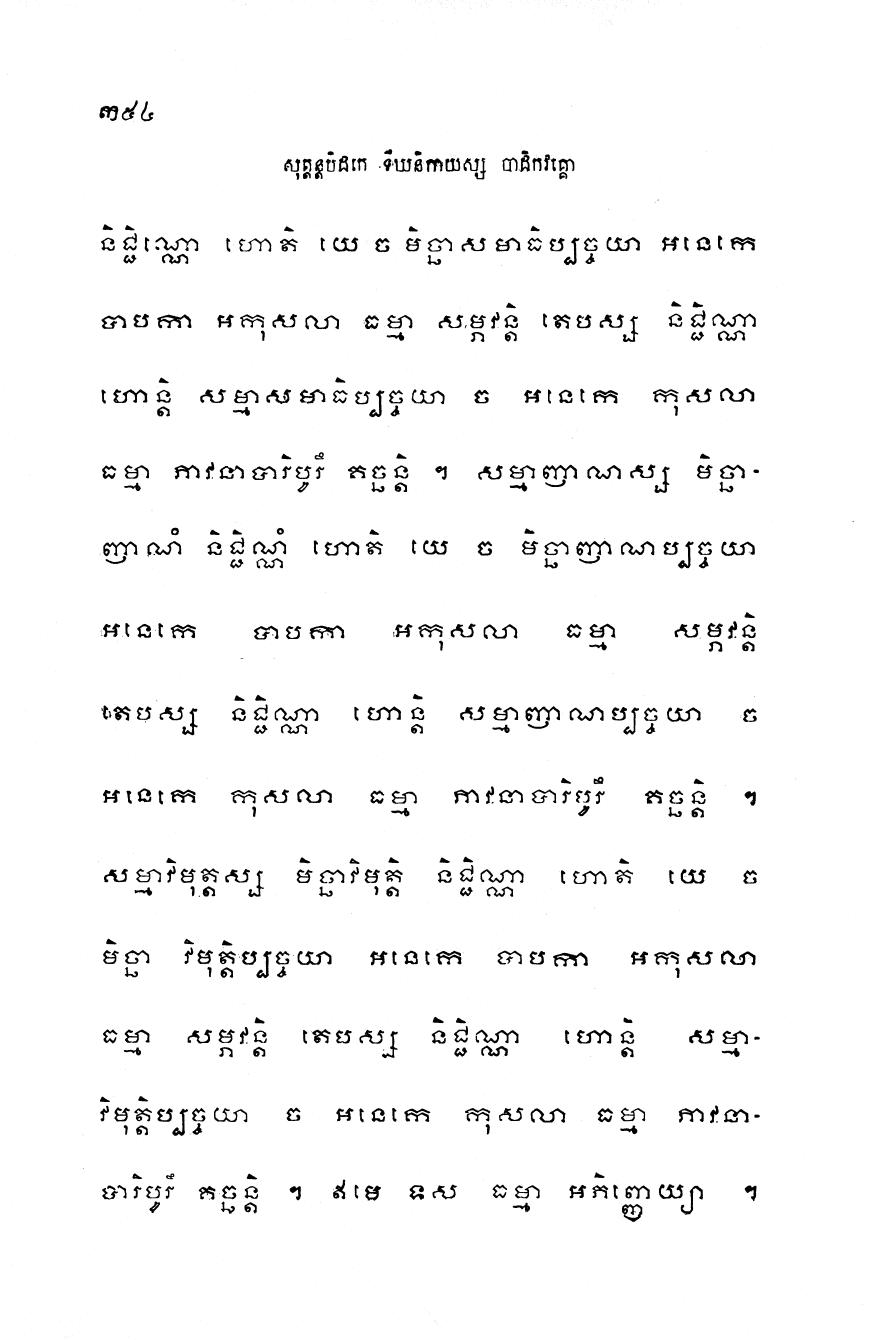 ៣៩៤
សុត្តន្តបិដកេ ទីឃនិកាយស្ស បាដិកវគ្គោ
និជ្ជិណ្ណោ ហោតិ យេ ច មិច្ឆាសមាធិប្បច្ចយា អនេកេ
បាបកា អកុសលា ធម្មា សម្ភវន្តិ តេបស្ស និជ្ជិណ្ណា
ហោន្តិ សម្មាសមាធិប្បច្ចយា ច អនេកេ កុសលា
ធម្មា ភាវនាបារិបូរឹ គច្ឆន្តិ ៗ សម្មាញាណស្ស មិច្ឆា-
ញាណំ និជ្ជិណ្ណំ ហោតិ យេ ច មិច្ឆាញាណប្បច្ចយា
អនេកេ បាបកា អកុសលា ធម្មា សម្ភវន្តិ
តេបស្ស និជ្ជិណ្ណា ហោន្តិ សម្មាញាណប្បច្ចយា ច
អនេកេ កុសលា ធម្មា ភាវនាបារិបូរឹ គច្ឆន្តិ ៗ
សម្មាវិមុត្តស្ស មិច្ឆាវិមុត្តិ និជ្ជិណ្ណា ហោតិ យេ ច
មិច្ឆា វិមុត្តិប្បច្ចយា អនេកេ បាបកា អកុសលា
ធម្មា សម្ភវន្តិ តេបស្ស និជ្ជិណ្ណា ហោន្តិ សម្មា-
វិមុត្តិប្បច្ចយា ច អនេកេ កុសលា ធម្មា ភាវនា-
បារិបូរឹ គច្ឆន្តិ ៗ ឥមេ ទស ធម្មា អភិញ្ញេយ្យា ៗ